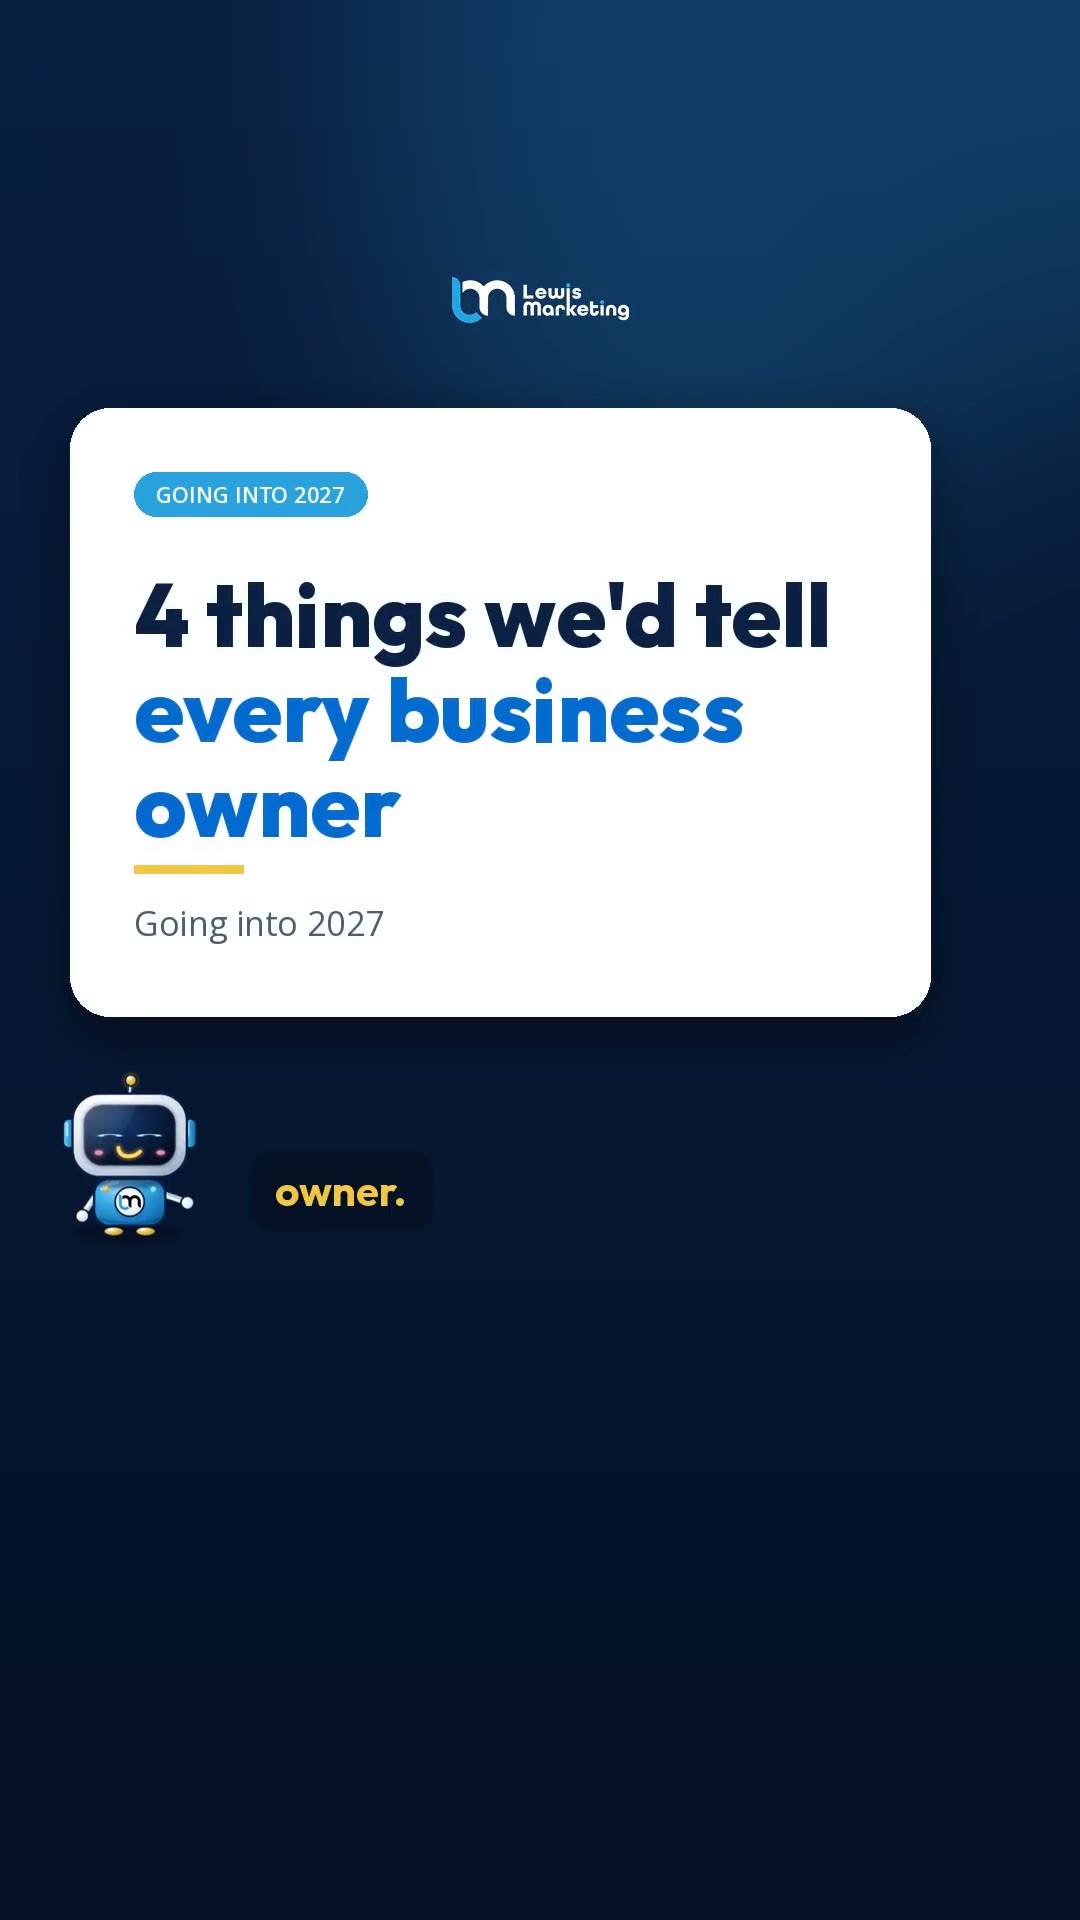 Lewis
Marketing
GOING INTO 2027
4 things we'd tell
every business
owner
Going into 2027
owner.